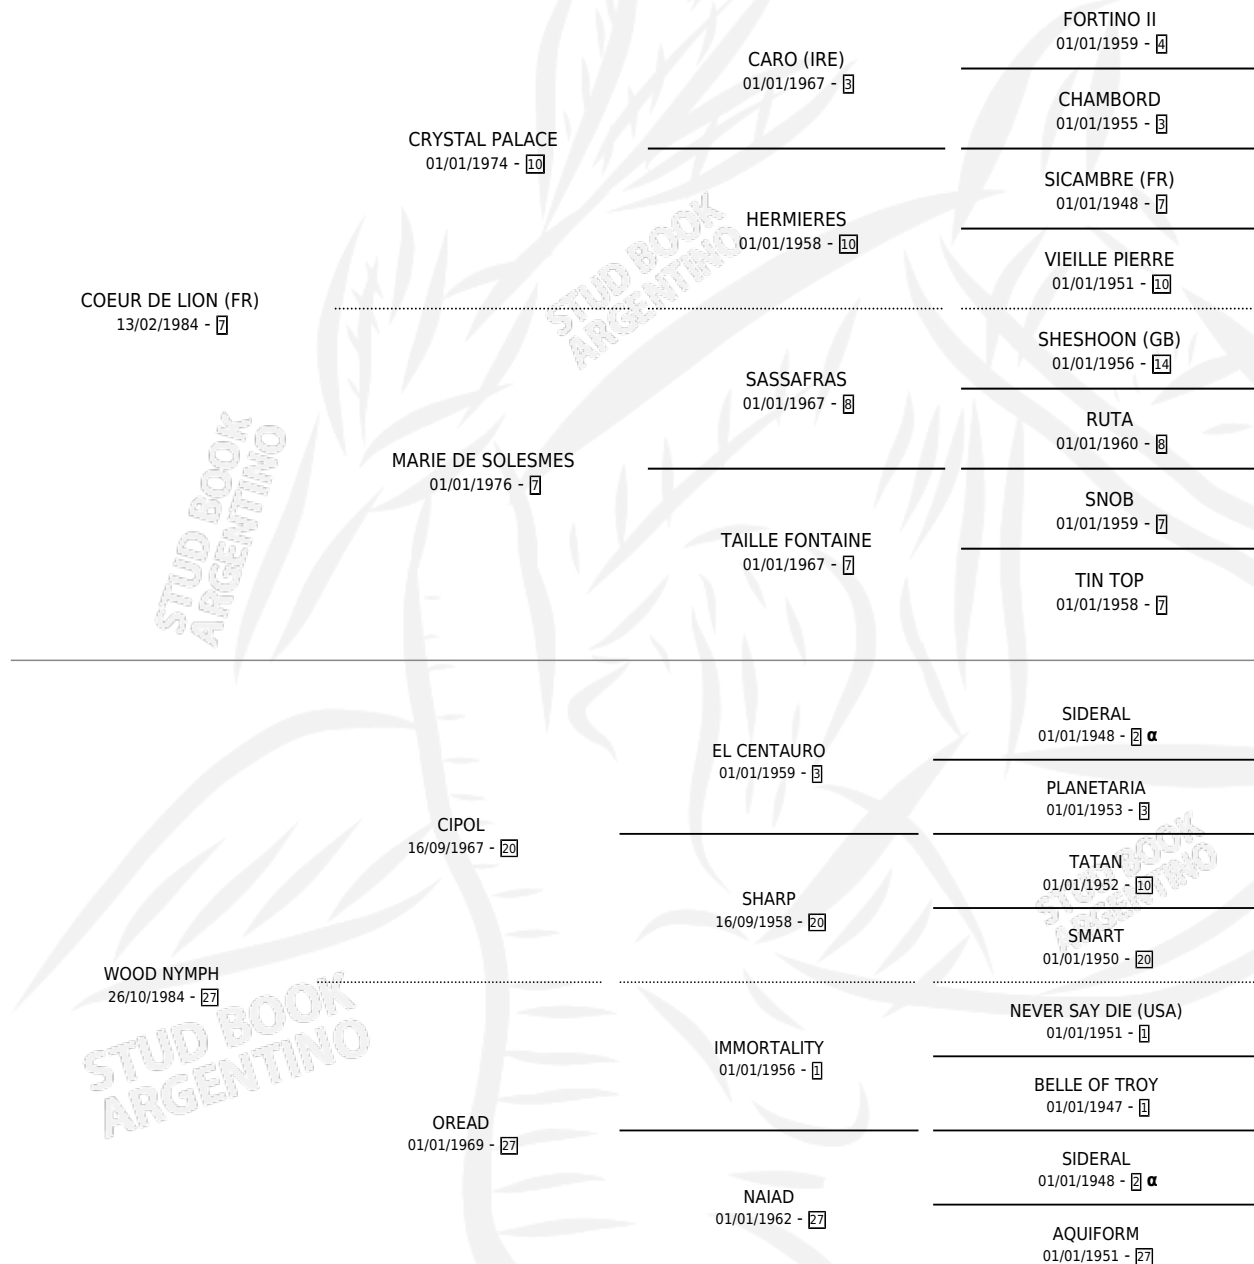 FORTINO II
01/01/1959 - 4
CARO (IRE)
01/01/1967 - 3
CHAMBORD
01/01/1955 - 3
CRYSTAL PALACE
01/01/1974 - 10
SICAMBRE (FR)
01/01/1948 - 7
HERMIERES
01/01/1958 - 10
VIEILLE PIERRE
01/01/1951 - 10
COEUR DE LION (FR)
13/02/1984 - 7
SHESHOON (GB)
01/01/1956 - 14
SASSAFRAS
01/01/1967 - 8
RUTA
01/01/1960 - 8
MARIE DE SOLESMES
01/01/1976 - 7
SNOB
01/01/1959 - 7
TAILLE FONTAINE
01/01/1967 - 7
TIN TOP
01/01/1958 - 7
SIDERAL
01/01/1948 - 2 α
EL CENTAURO
01/01/1959 - 3
PLANETARIA
01/01/1953 - 3
CIPOL
16/09/1967 - 20
TATAN
01/01/1952 - 10
SHARP
16/09/1958 - 20
SMART
01/01/1950 - 20
WOOD NYMPH
26/10/1984 - 27
NEVER SAY DIE (USA)
01/01/1951 - 1
IMMORTALITY
01/01/1956 - 1
BELLE OF TROY
01/01/1947 - 1
OREAD
01/01/1969 - 27
SIDERAL
01/01/1948 - 2 α
NAIAD
01/01/1962 - 27
AQUIFORM
01/01/1951 - 27
STUD BOOK
ARGENTINO
STUD BOOK
ARGENTINO
STUD BOOK
ARGENTINO
STUD BOOK
ARGENTINO